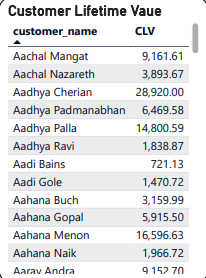 Customer Lifetime Vaue
customer_name CLV
Aachal Mangat 9,161.61
Aachal Nazareth 3,893.67
Aadhya Cherian 28,920.00
Aadhya Padmanabhan 6,469.58
Aadhya Palla 14,800.59
Aadhya Ravi 1,838.87
Aadi Bains 721.13
Aadi Gole 1,470.72
Aahana Buch 3,159.99
Aahana Gopal 5,915.50
Aahana Menon 16,596.63
Aahana Naik 1,966.72
Aarav Andra 9,152.70